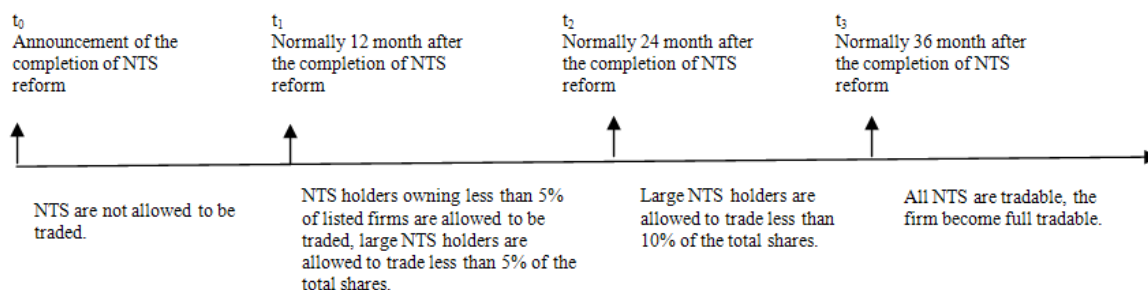 t0
Announcement of the
completion of NTS
reform
t1
Normally 12 month after
the completion of NTS
reform
t2
Normally 24 month after
the completion of NTS
reform
t3
Normally 36 month after
the completion of NTS
reform
NTS are not allowed to be
traded.
NTS holders owning less than 5%
of listed firms are allowed to be
traded, large NTS holders are
allowed to trade less than 5% of the
total shares.
Large NTS holders are
allowed to trade less than
10% of the total shares.
All NTS are tradable, the
firm become full tradable.